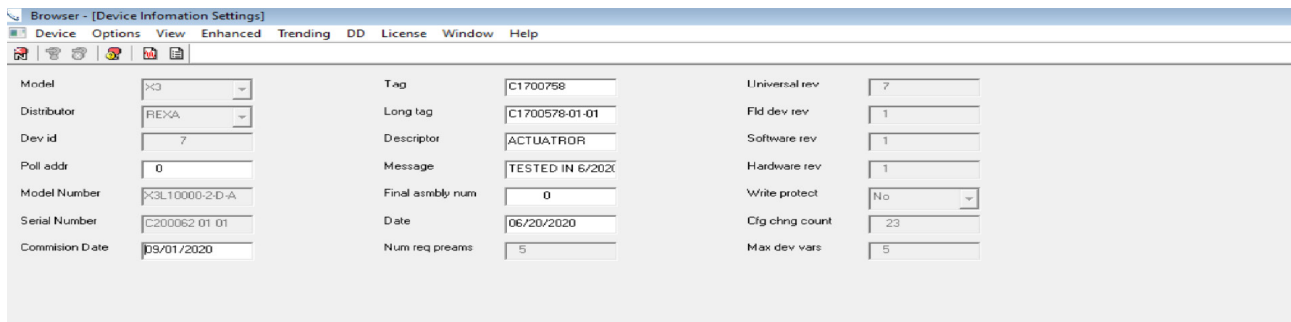 Browser - [Device Infomation Settings]
Device Options View Enhanced Trending DD License Window Help
Model X3 Tag C1700758 Universal rev 7
Distributor REXA Long tag C1700578-01-01 Fld dev rev 1
Dev id 7 Descriptor ACTUATROR Software rev 1
Poll addr 0 Message TESTED IN 6/202( Hardware rev 1
Model Number X3L10000-2-D-A Final asmbly num 0 Write protect No
Serial Number C200062 01 01 Date 06/20/2020 Cfg chng count 23
Commision Date 09/01/2020 Num req preams 5 Max dev vars 5